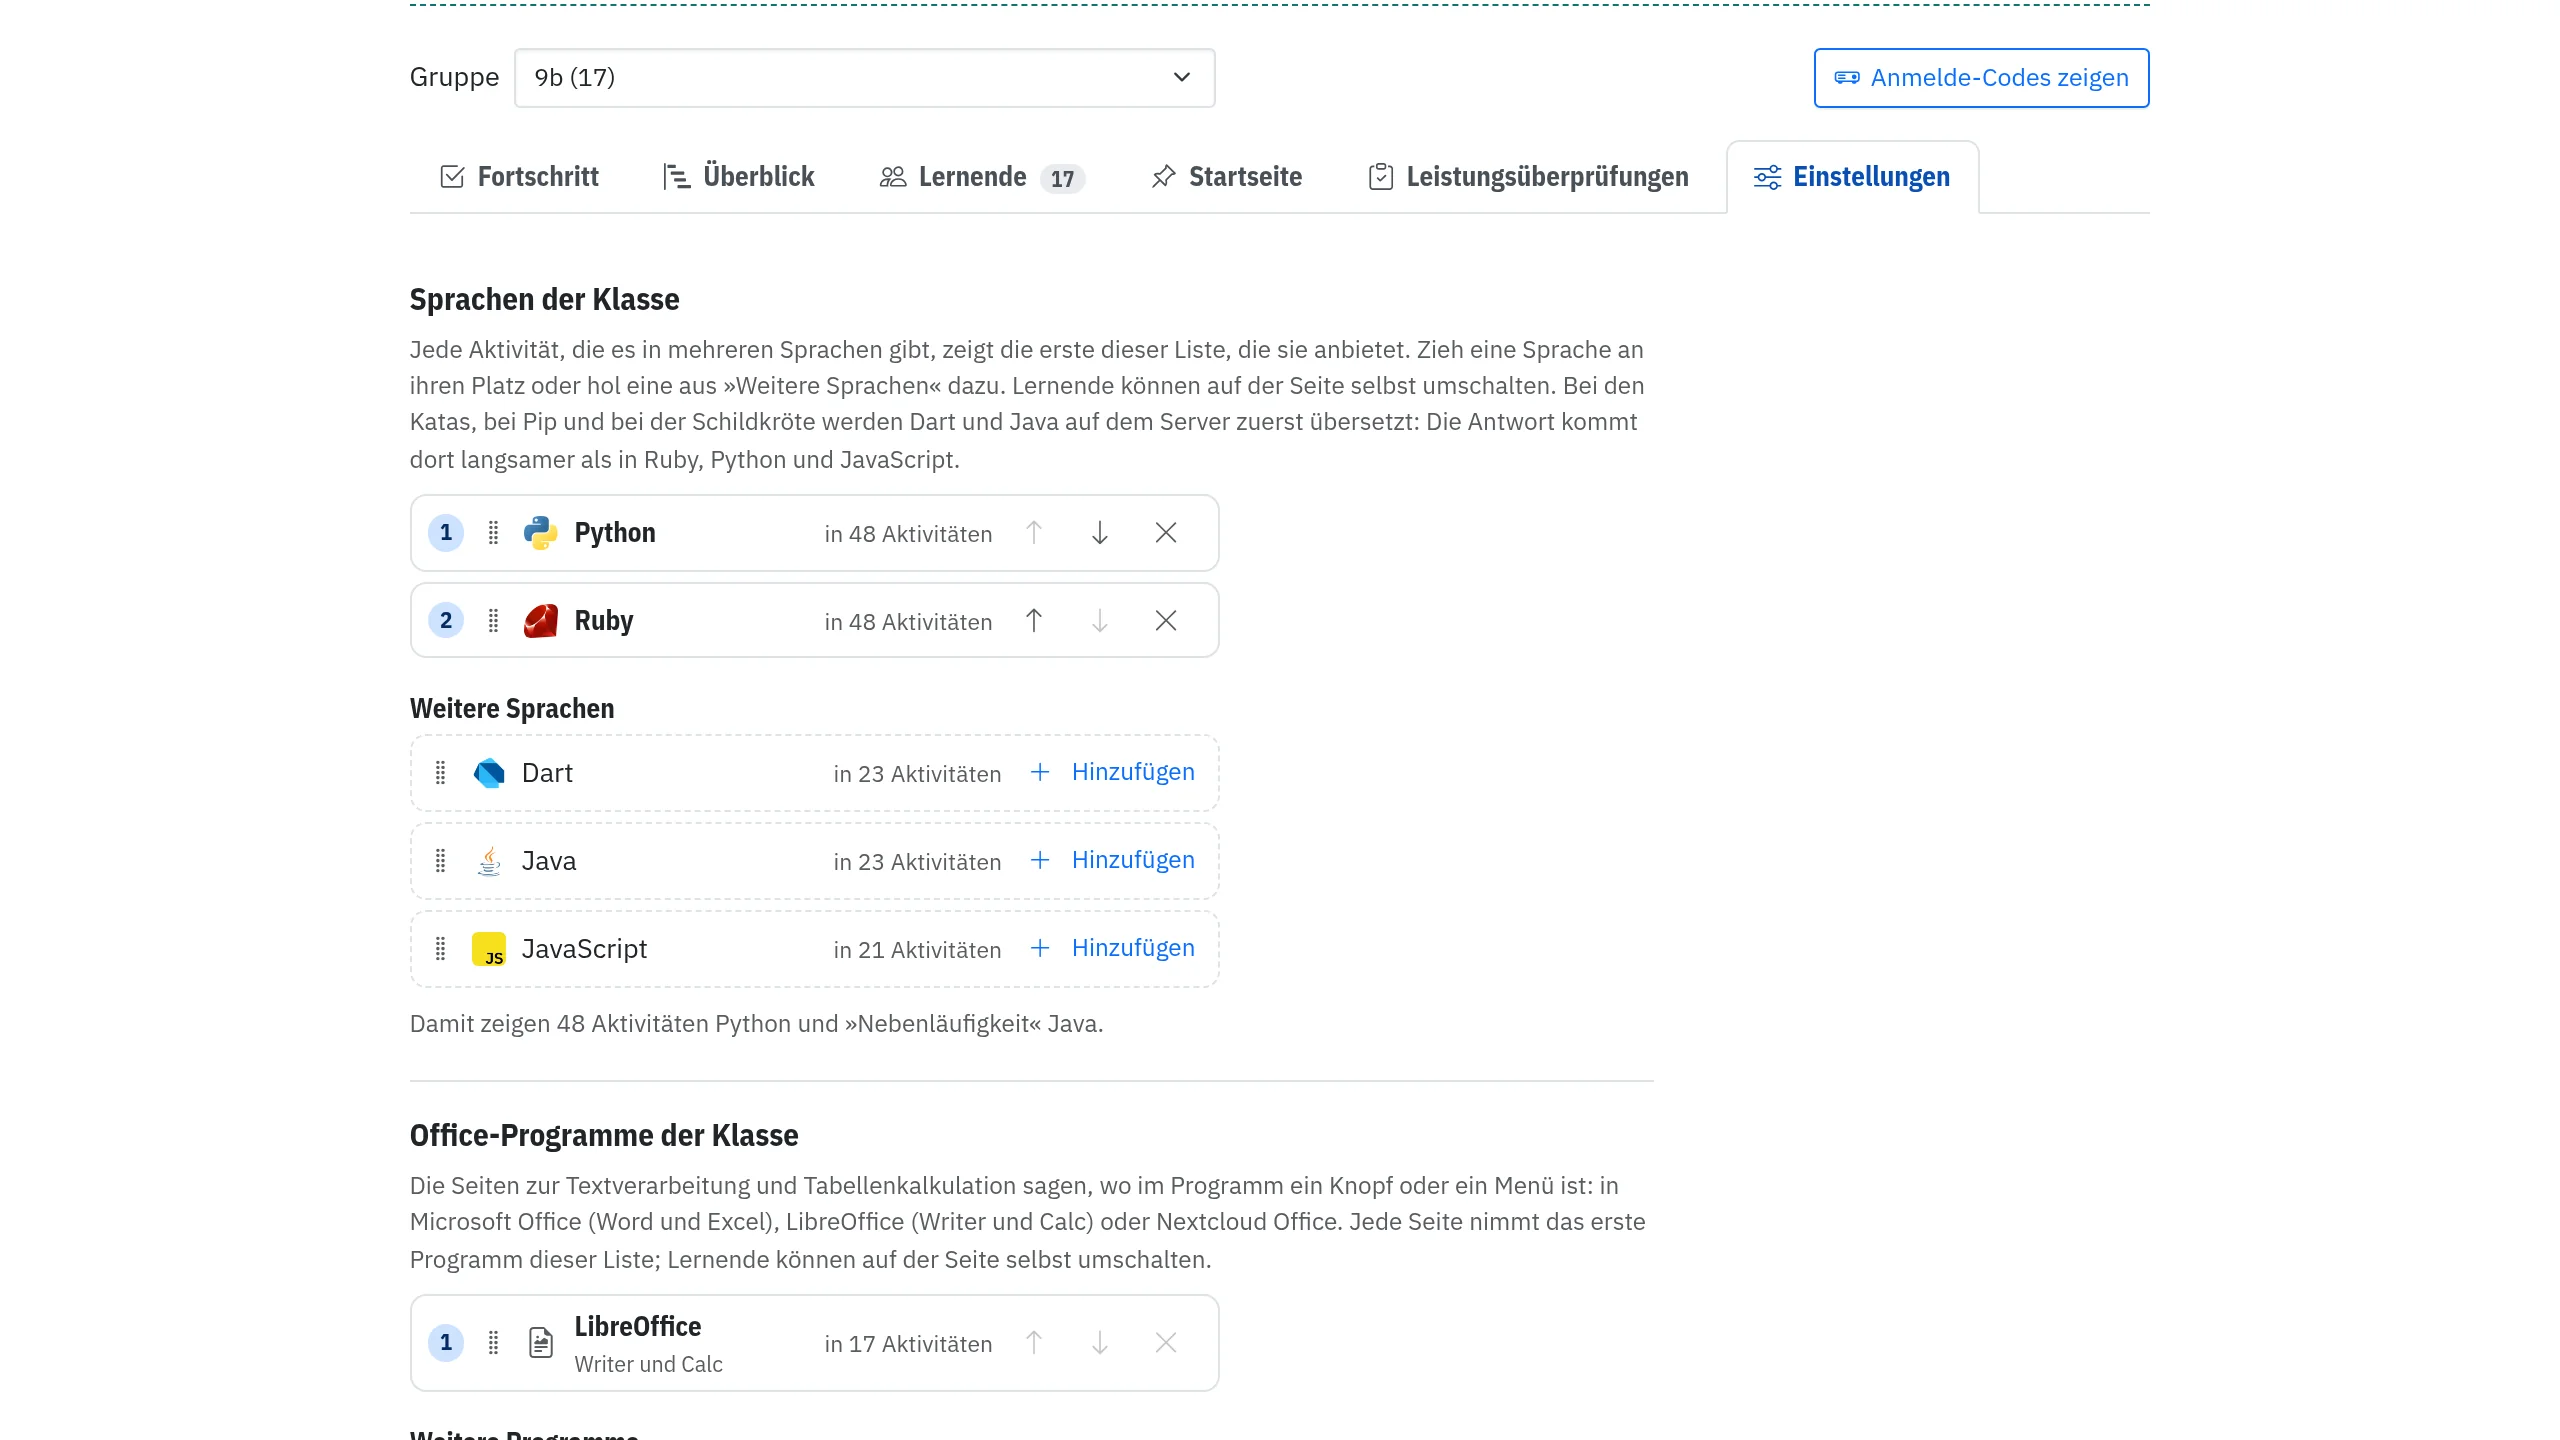 Gruppe
9b (17)
Anmelde-Codes zeigen
Fortschritt
Überblick
Lernende 17
Startseite
Leistungsüberprüfungen
Einstellungen
Sprachen der Klasse
Jede Aktivität, die es in mehreren Sprachen gibt, zeigt die erste dieser Liste, die sie anbietet. Zieh eine Sprache an
ihren Platz oder hol eine aus »Weitere Sprachen« dazu. Lernende können auf der Seite selbst umschalten. Bei den
Katas, bei Pip und bei der Schildkröte werden Dart und Java auf dem Server zuerst übersetzt: Die Antwort kommt
dort langsamer als in Ruby, Python und JavaScript.
1 Python in 48 Aktivitäten
2 Ruby in 48 Aktivitäten
Weitere Sprachen
Dart in 23 Aktivitäten Hinzufügen
Java in 23 Aktivitäten Hinzufügen
JS JavaScript in 21 Aktivitäten Hinzufügen
Damit zeigen 48 Aktivitäten Python und »Nebenläufigkeit« Java.
Office-Programme der Klasse
Die Seiten zur Textverarbeitung und Tabellenkalkulation sagen, wo im Programm ein Knopf oder ein Menü ist: in
Microsoft Office (Word und Excel), LibreOffice (Writer und Calc) oder Nextcloud Office. Jede Seite nimmt das erste
Programm dieser Liste; Lernende können auf der Seite selbst umschalten.
1 LibreOffice in 17 Aktivitäten
Writer und Calc
Weitere Programme